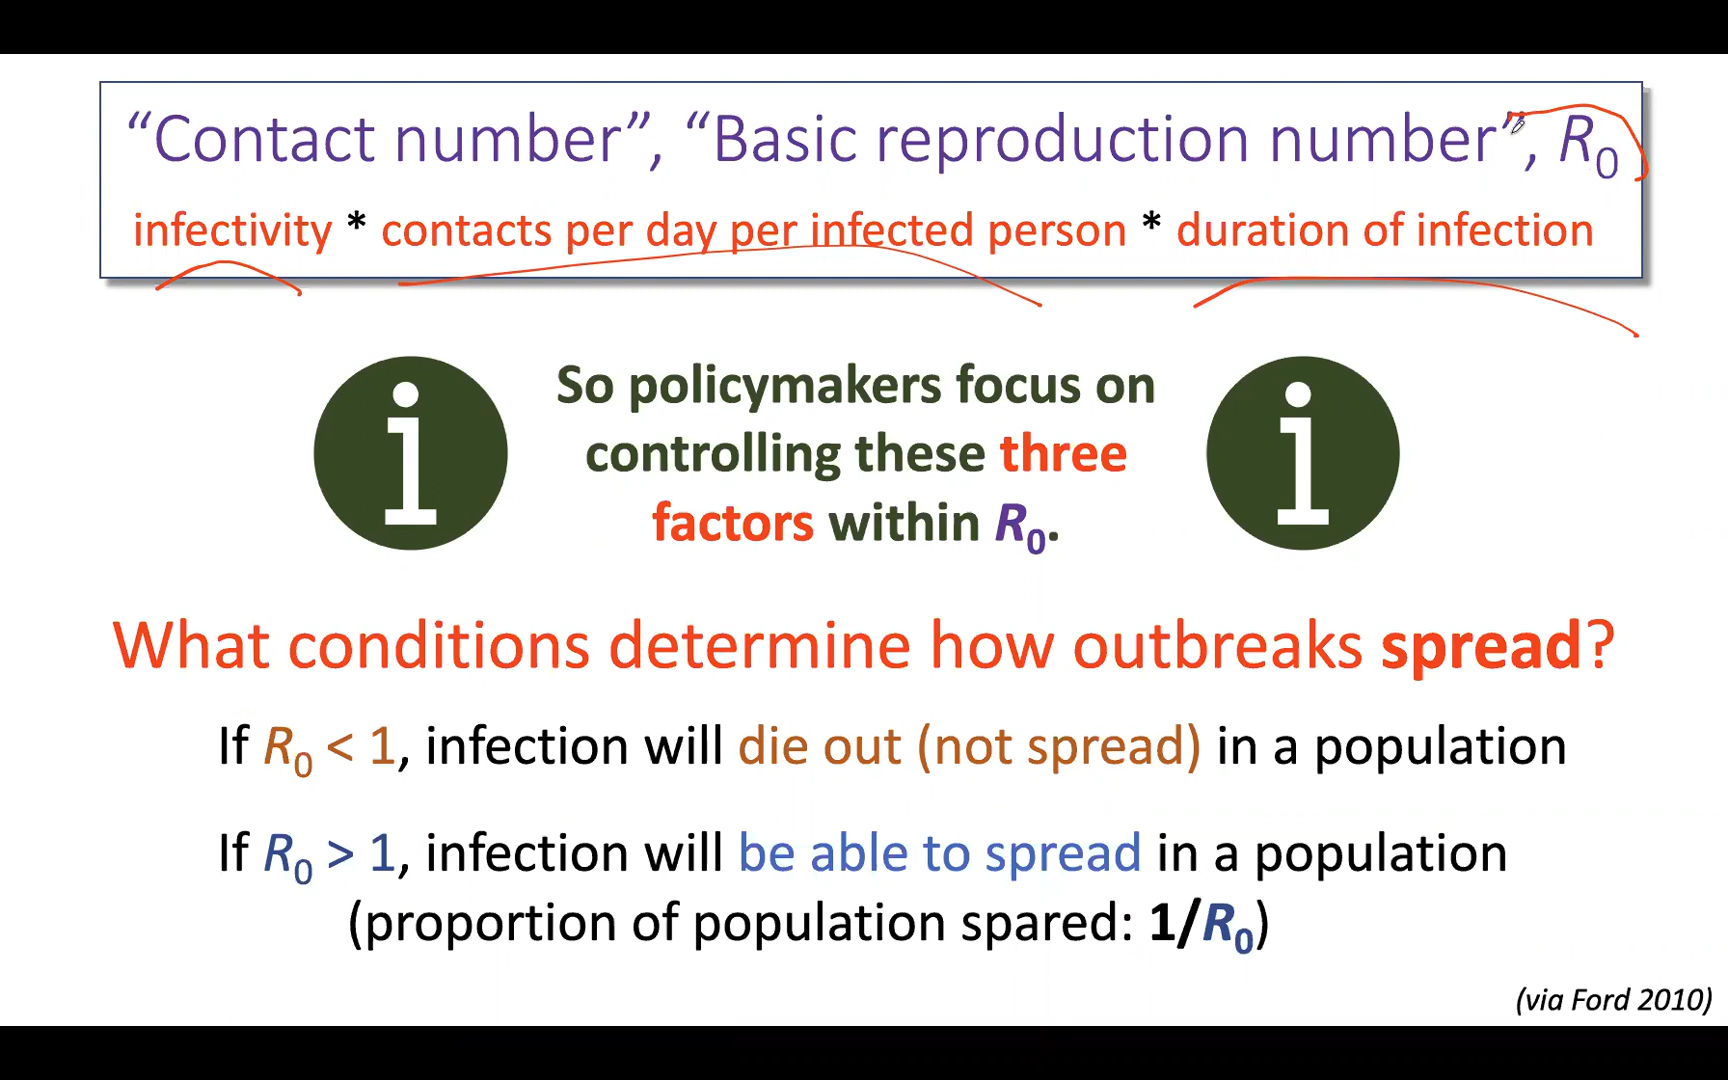 “Contact number”, “Basic reproduction number”, R₀
infectivity * contacts per day per infected person * duration of infection
i
So policymakers focus on
controlling these three
factors within R₀.
i
What conditions determine how outbreaks spread?
If R₀ < 1, infection will die out (not spread) in a population
If R₀ > 1, infection will be able to spread in a population
(proportion of population spared: 1/R₀)
(via Ford 2010)